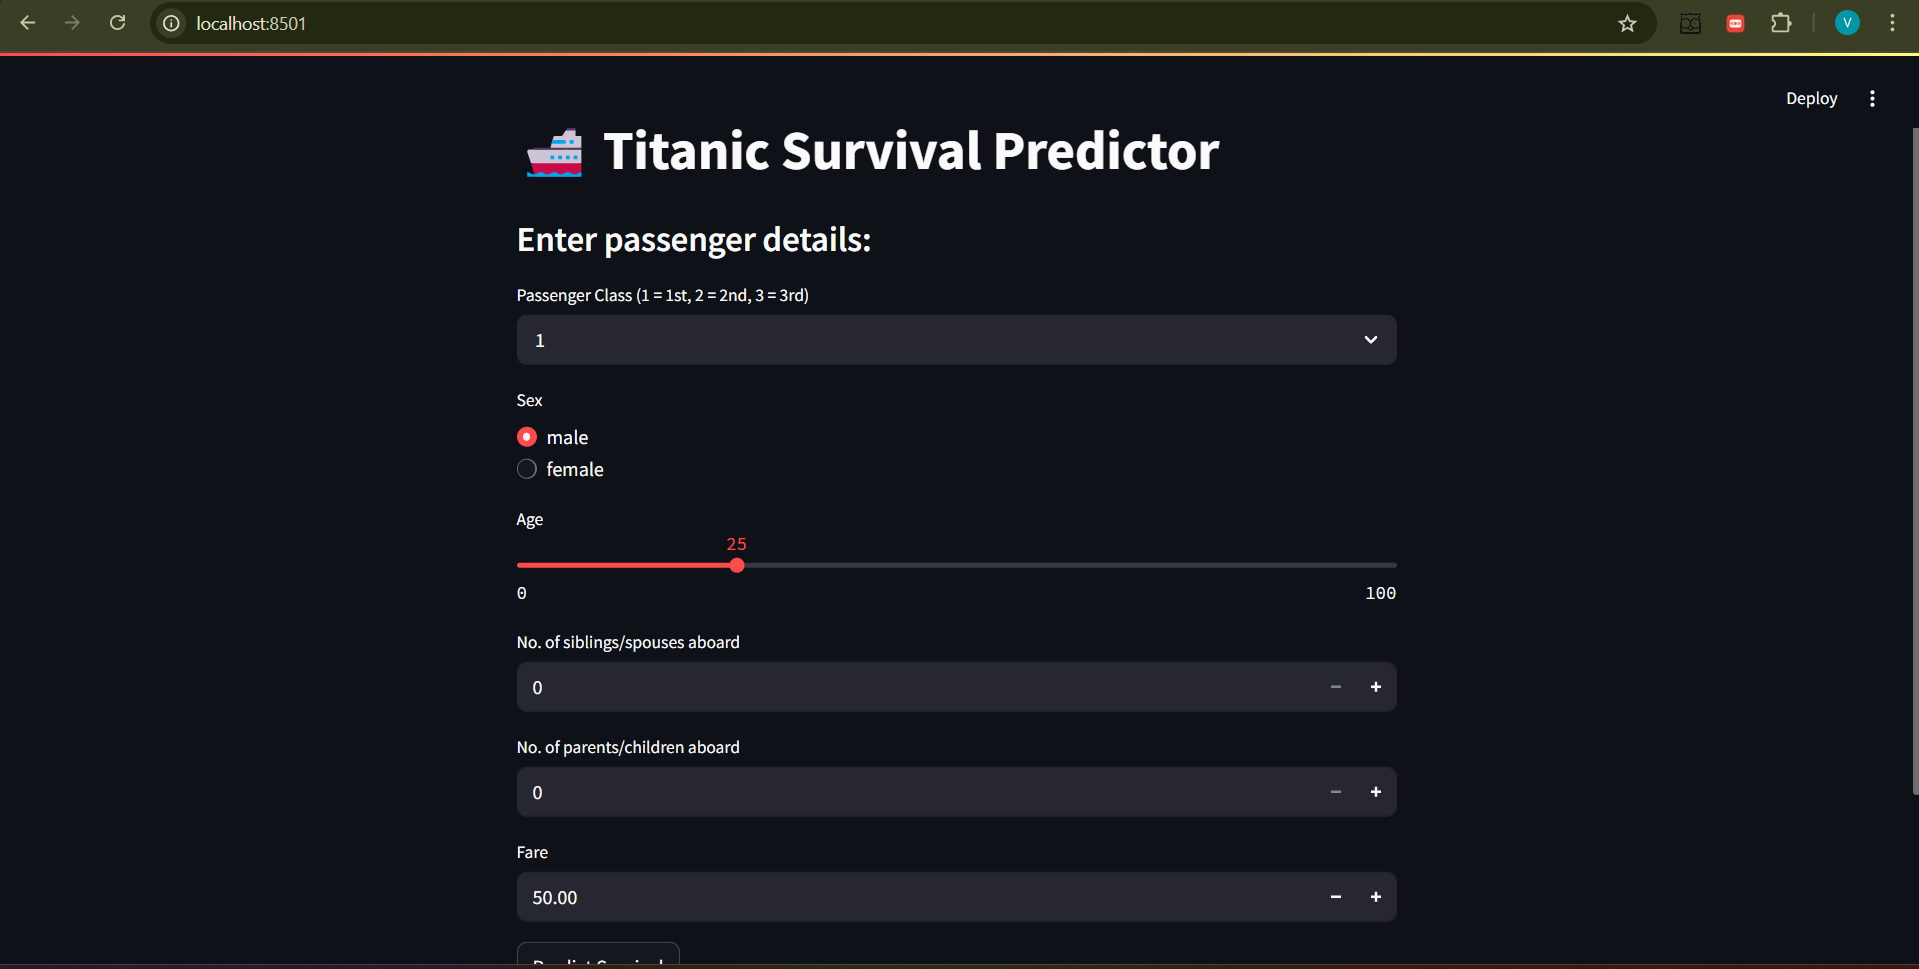 localhost:8501
V
Deploy
Titanic Survival Predictor
Enter passenger details:
Passenger Class (1 = 1st, 2 = 2nd, 3 = 3rd)
1
Sex
male
female
Age
25
0 100
No. of siblings/spouses aboard
0
No. of parents/children aboard
0
Fare
50.00
Predict Survival